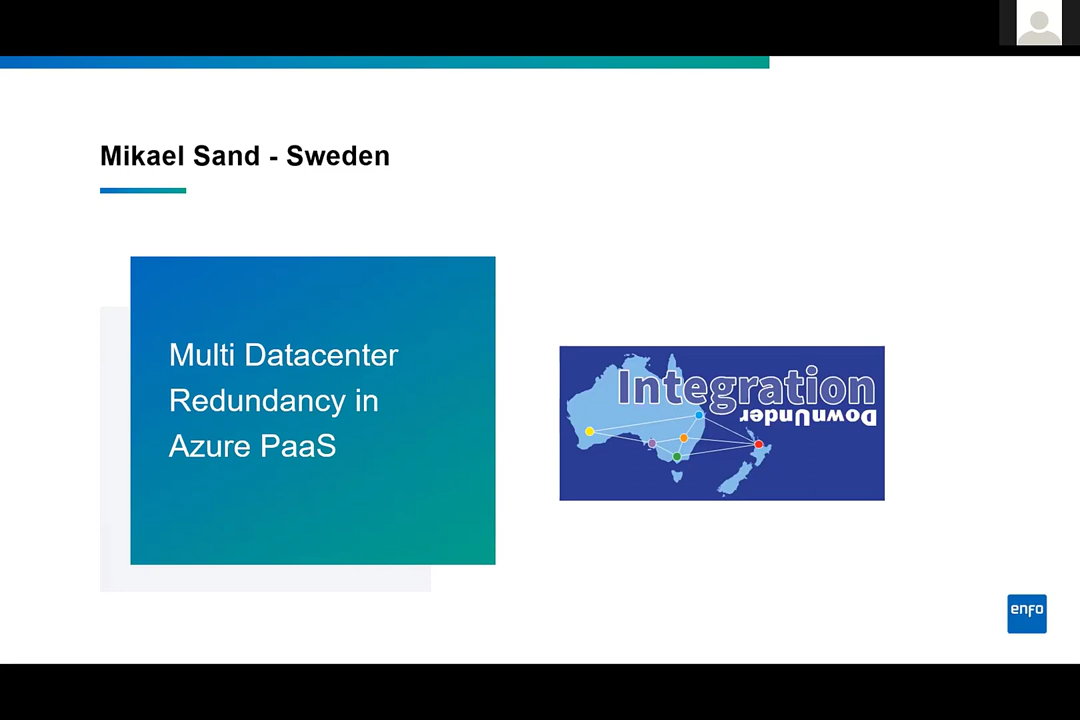 Mikael Sand - Sweden
Multi Datacenter
Redundancy in
Azure PaaS
Integration
DownUnder
enfo